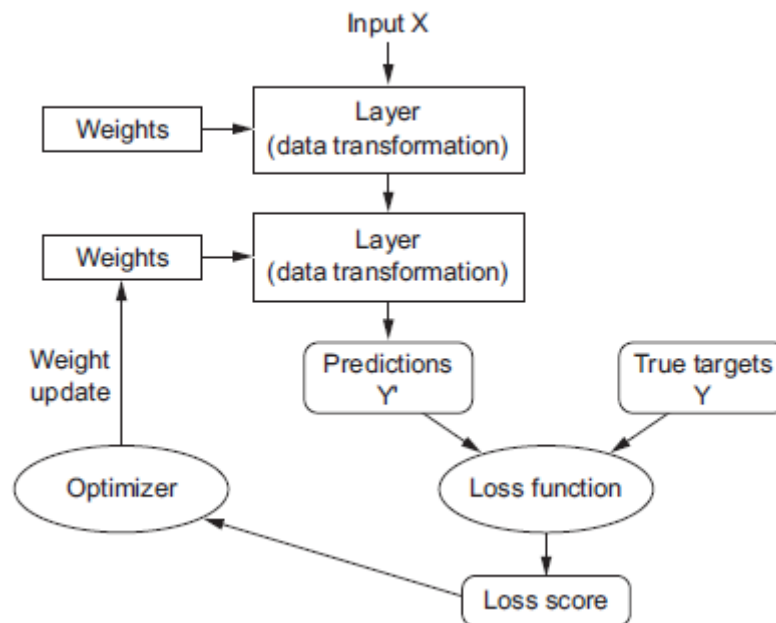 Input X
Weights
Layer
(data transformation)
Weights
Layer
(data transformation)
Weight
update
Predictions
Y'
True targets
Y
Optimizer
Loss function
Loss score